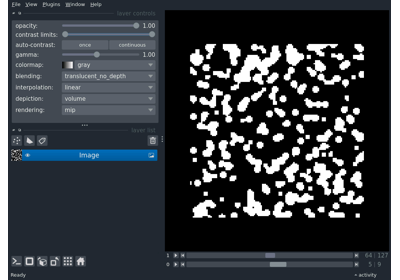 File View Plugins Window Help
layer controls
opacity: 1.00
contrast limits:
auto-contrast: once continuous
gamma: 1.00
colormap: gray
blending: translucent_no_depth
interpolation: linear
depiction: volume
rendering: mip
layer list
Image
1 64 127
0 5 9
Ready activity